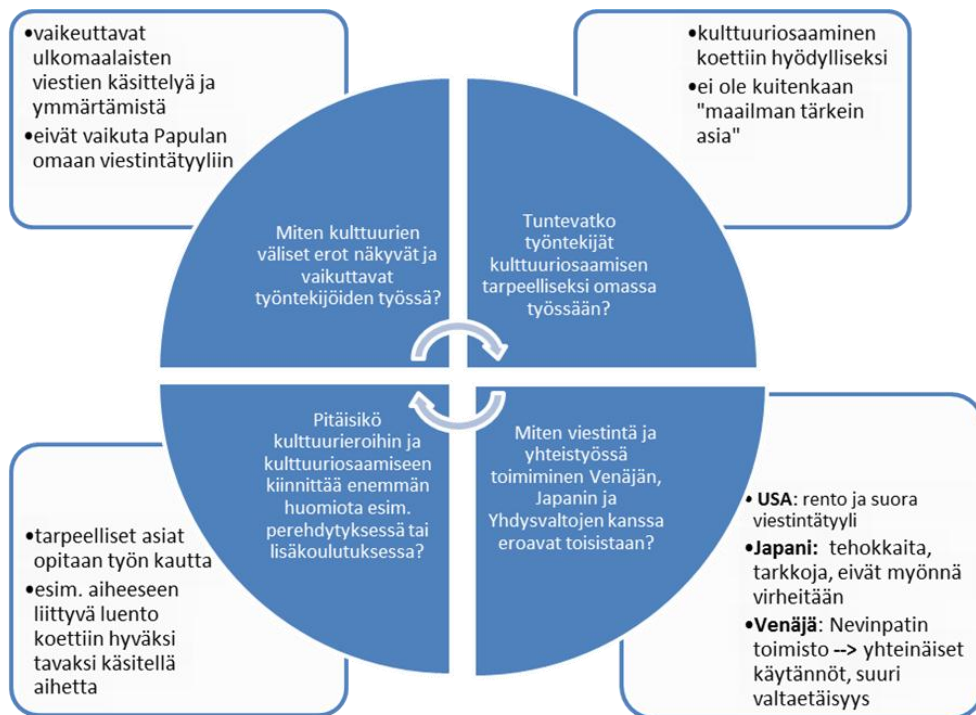 •vaikeuttavat
ulkomaalaisten
viestien käsittelyä ja
ymmärtämistä
•eivät vaikuta Papulan
omaan viestintätyyliin
•kulttuuriosaaminen
koettiin hyödylliseksi
•ei ole kuitenkaan
"maailman tärkein
asia"
Miten kulttuurien
väliset erot näkyvät ja
vaikuttavat
työntekijöiden työssä?
Tuntevatko
työntekijät
kulttuuriosaamisen
tarpeelliseksi omassa
työssään?
Pitäisikö
kulttuurieroihin ja
kulttuuriosaamiseen
kiinnittää enemmän
huomiota esim.
perehdytyksessä tai
lisäkoulutuksessa?
Miten viestintä ja
yhteistyössä
toimiminen Venäjän,
Japanin ja
Yhdysvaltojen kanssa
eroavat toisistaan?
•tarpeelliset asiat
opitaan työn kautta
•esim. aiheeseen
liittyvä luento
koettiin hyväksi
tavaksi käsitellä
aihetta
• USA: rento ja suora
viestintätyyli
•Japani: tehokkaita,
tarkkoja, eivät myönnä
virheitään
•Venäjä: Nevinpatin
toimisto --> yhteinäiset
käytännöt, suuri
valtaetäisyys